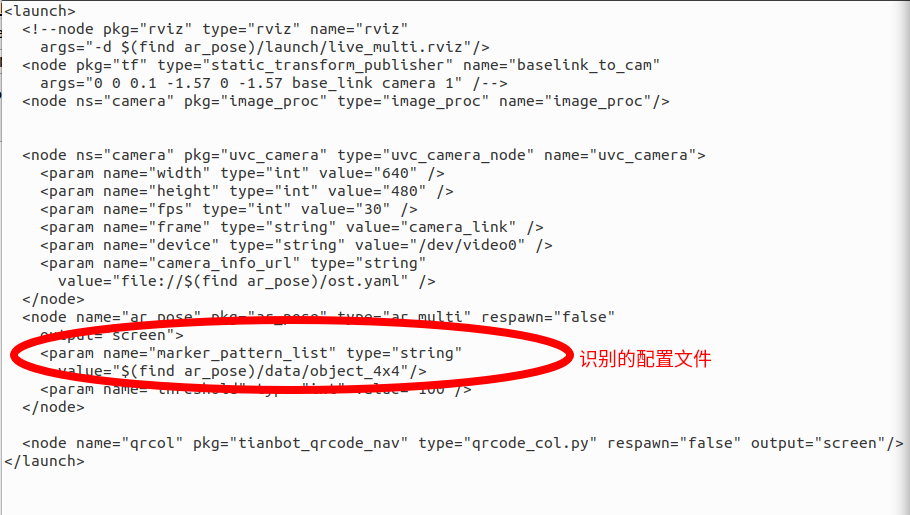 <launch>
<!--node pkg="rviz" type="rviz" name="rviz"
args="-d $(find ar_pose)/launch/live_multi.rviz"/>
<node pkg="tf" type="static_transform_publisher" name="baselink_to_cam"
args="0 0 0.1 -1.57 0 -1.57 base_link camera 1" /-->
<node ns="camera" pkg="image_proc" type="image_proc" name="image_proc"/>
<node ns="camera" pkg="uvc_camera" type="uvc_camera_node" name="uvc_camera">
<param name="width" type="int" value="640" />
<param name="height" type="int" value="480" />
<param name="fps" type="int" value="30" />
<param name="frame" type="string" value="camera_link" />
<param name="device" type="string" value="/dev/video0" />
<param name="camera_info_url" type="string"
value="file://$(find ar_pose)/ost.yaml" />
</node>
<node name="ar_pose" pkg="ar_pose" type="ar_multi" respawn="false"
output="screen">
<param name="marker_pattern_list" type="string"
value="$(find ar_pose)/data/object_4x4"/>
识别的配置文件
<param name="threshold" type="int" value="100"/>
</node>
<node name="qrcol" pkg="tianbot_qrcode_nav" type="qrcode_col.py" respawn="false" output="screen"/>
</launch>